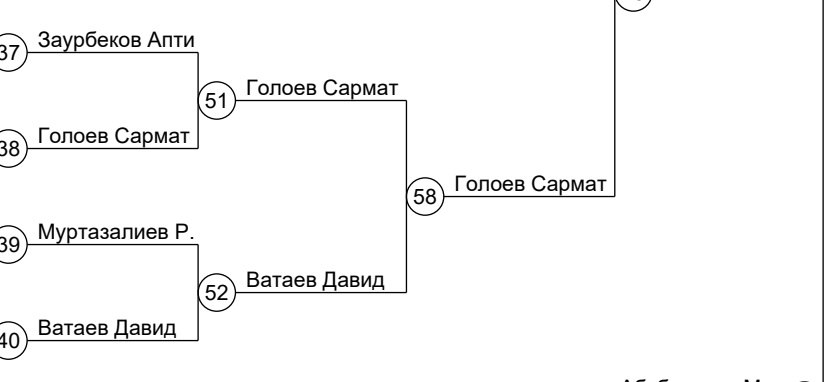 37 Заурбеков Апти
51 Голоев Сармат
38 Голоев Сармат
58 Голоев Сармат
39 Муртазалиев Р.
52 Ватаев Давид
40 Ватаев Давид